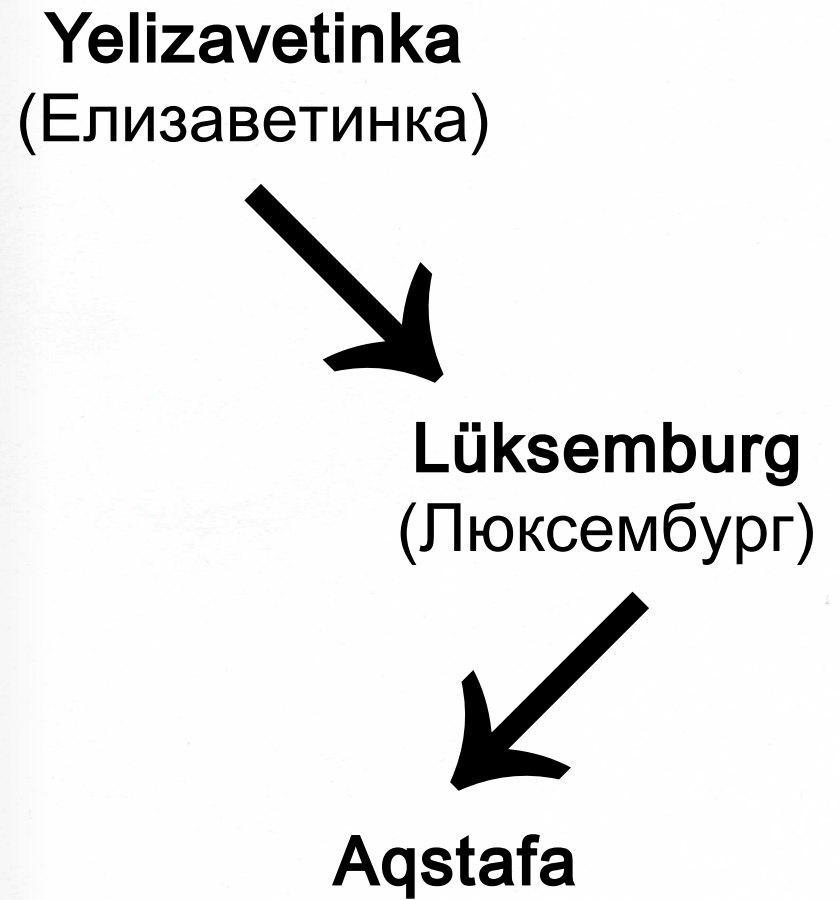 Yelizavetinka
(Елизаветинка)
Lüksemburg
(Люксембург)
Aqstafa